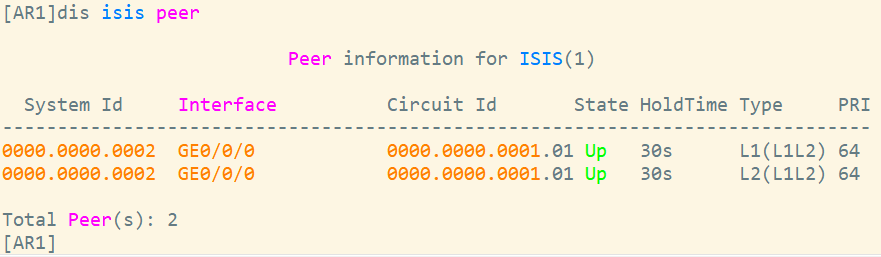 [AR1]dis isis peer
Peer information for ISIS(1)
System Id Interface Circuit Id State HoldTime Type PRI
--------------------------------------------------------------------------------
0000.0000.0002 GE0/0/0 0000.0000.0001.01 Up 30s L1(L1L2) 64
0000.0000.0002 GE0/0/0 0000.0000.0001.01 Up 30s L2(L1L2) 64
Total Peer(s): 2
[AR1]